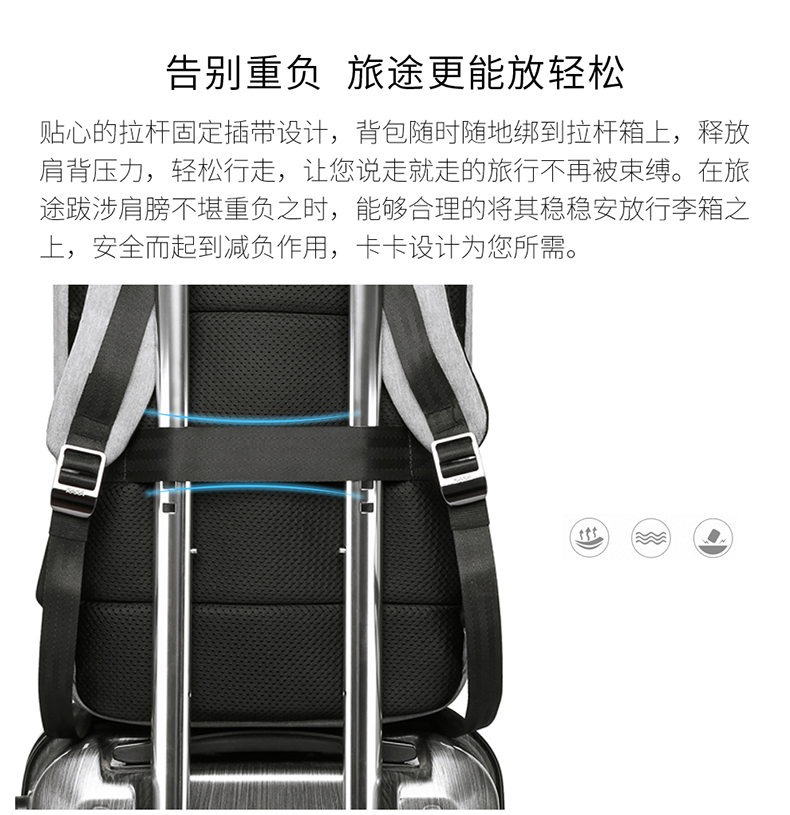 告别重负 旅途更能放轻松
贴心的拉杆固定插带设计，背包随时随地绑到拉杆箱上，释放
肩背压力，轻松行走，让您说走就走的旅行不再被束缚。在旅
途跋涉肩膀不堪重负之时，能够合理的将其稳稳安放行李箱之
上，安全而起到减负作用，卡卡设计为您所需。